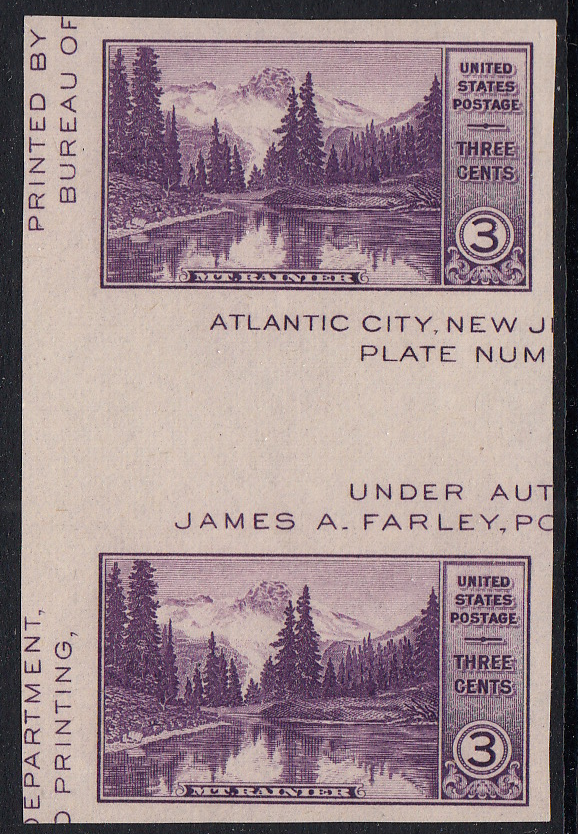 PRINTED BY
BUREAU OF
UNITED
STATES
POSTAGE
THREE
CENTS
3
MT. RAINIER
ATLANTIC CITY, NEW J
PLATE NUM
UNDER AUT
JAMES A. FARLEY, PO
UNITED
STATES
POSTAGE
THREE
CENTS
3
MT. RAINIER
DEPARTMENT,
PRINTING,